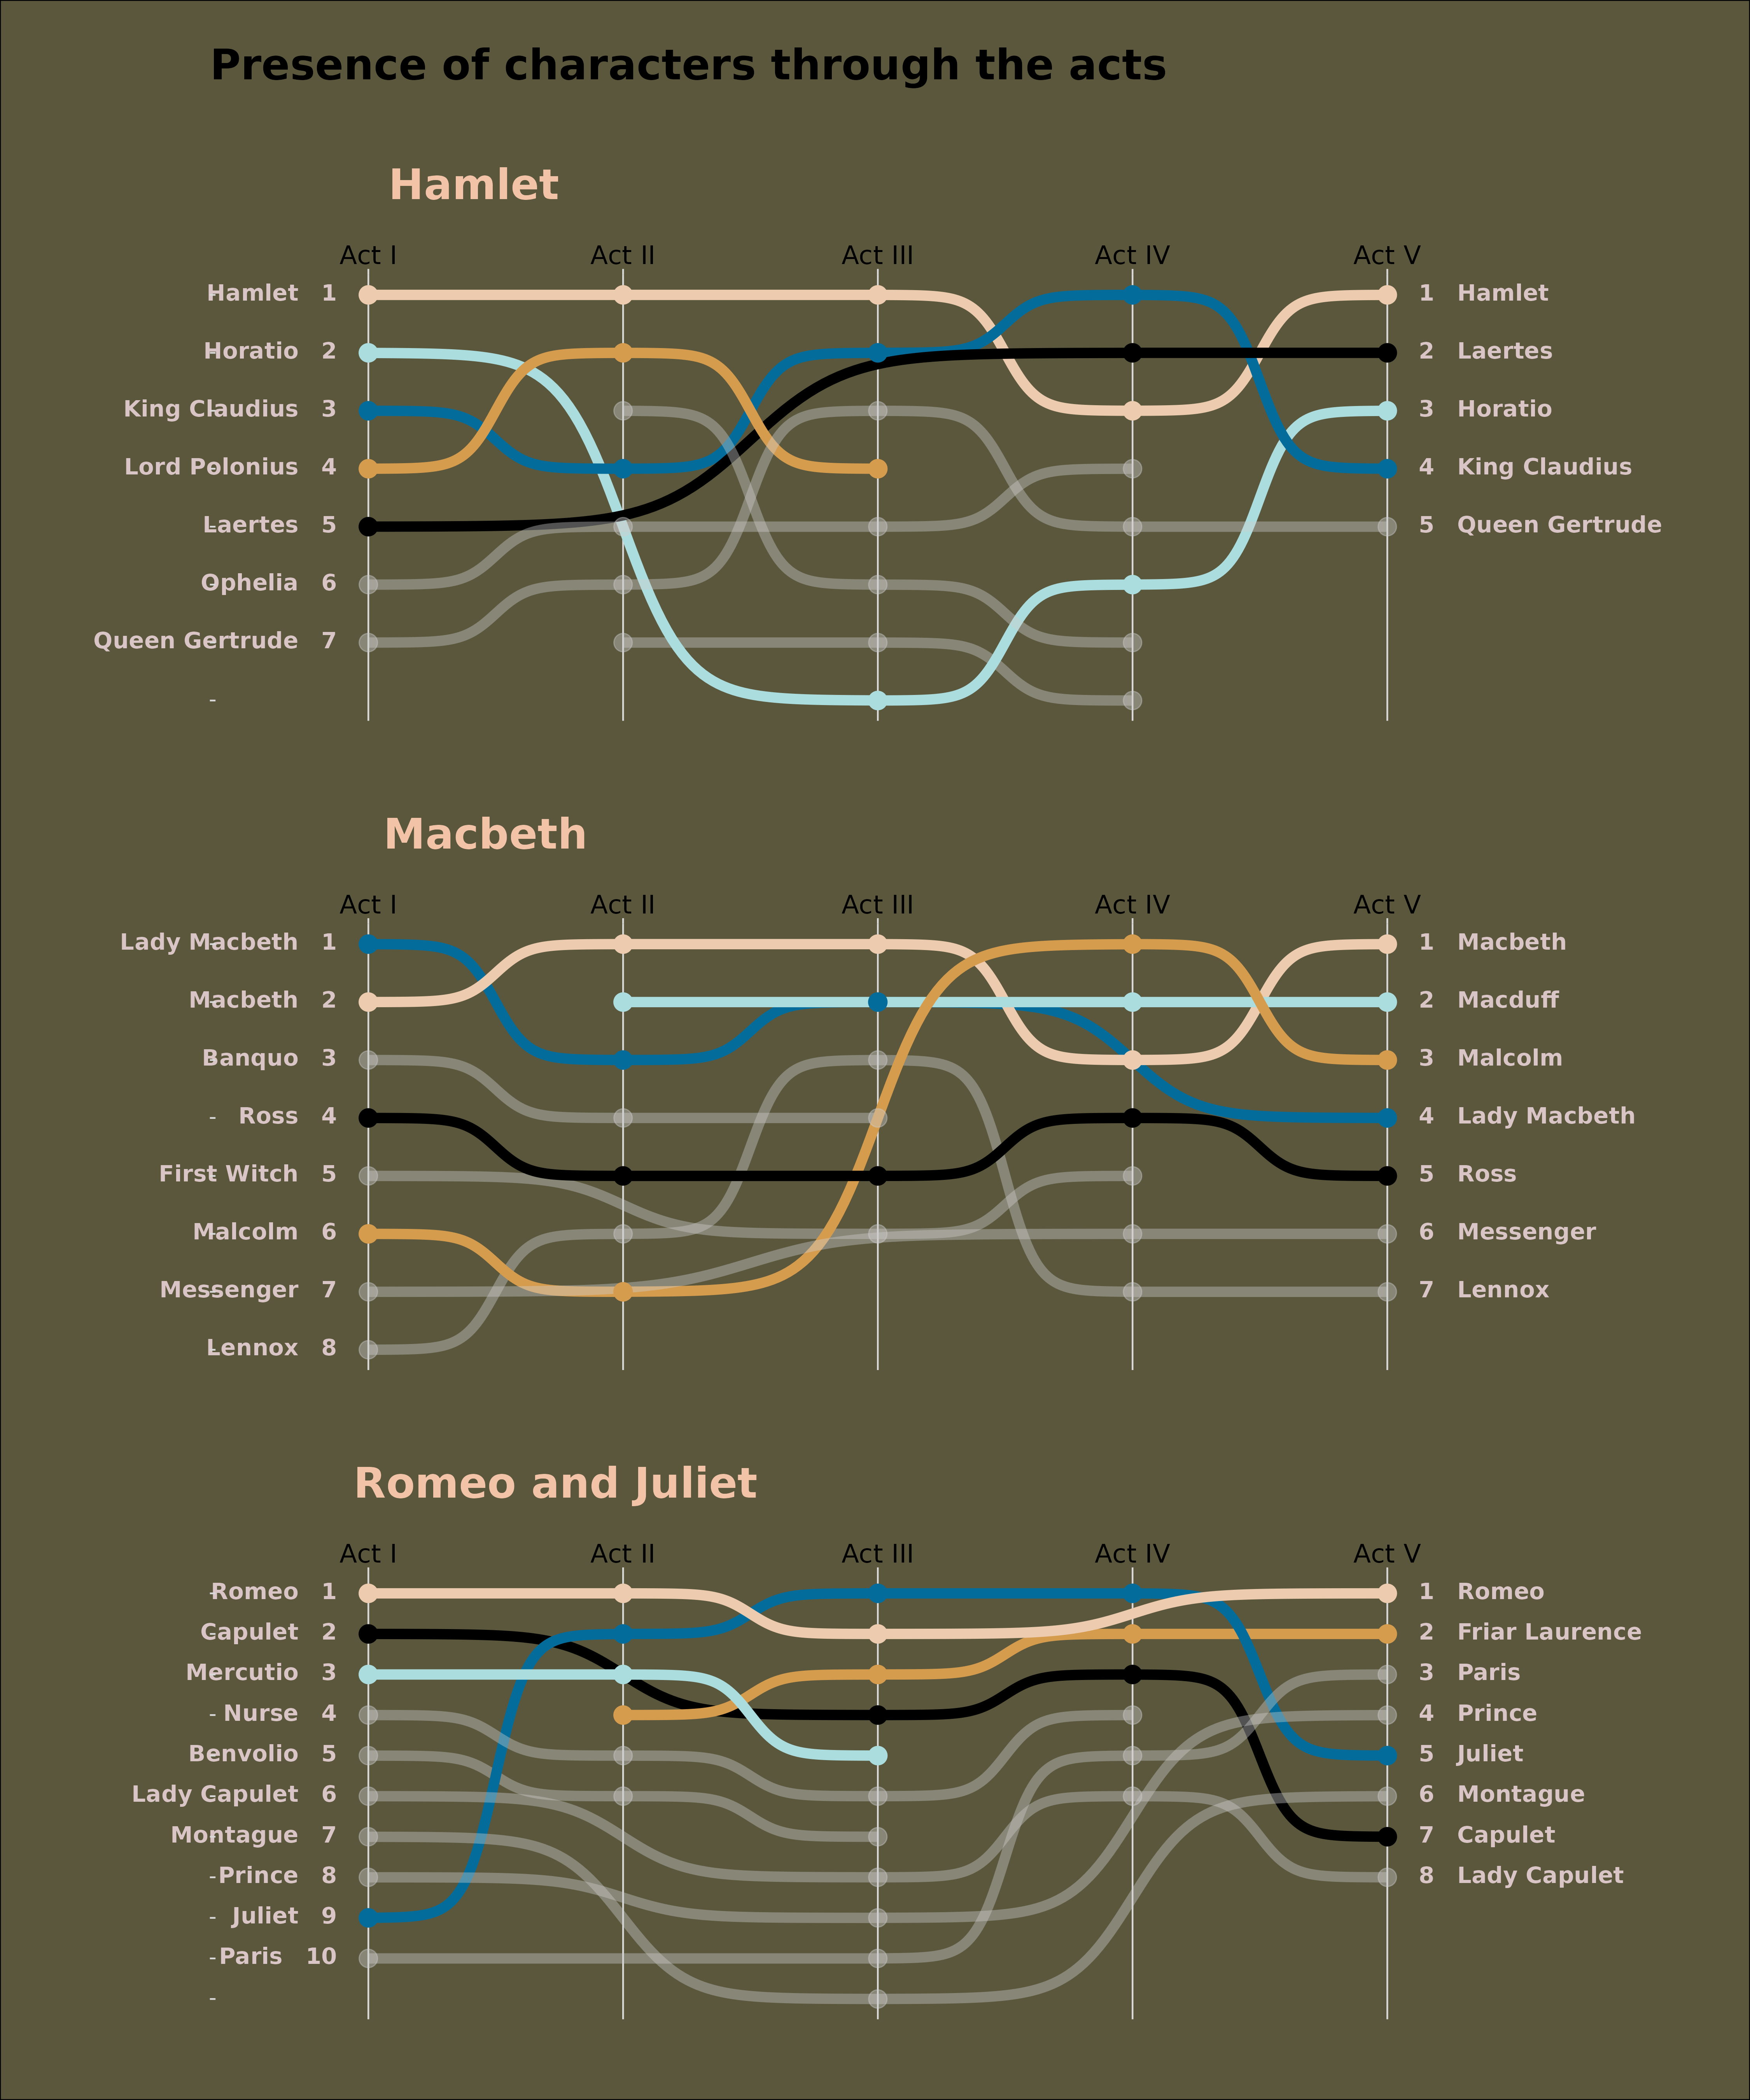 Presence of characters through the acts
Hamlet
Act I Act II Act III Act IV Act V
Hamlet 1 1 Hamlet
Horatio 2 2 Laertes
King Claudius 3 3 Horatio
Lord Polonius 4 4 King Claudius
Laertes 5 5 Queen Gertrude
Ophelia 6
Queen Gertrude 7
-
Macbeth
Act I Act II Act III Act IV Act V
Lady Macbeth 1 1 Macbeth
Macbeth 2 2 Macduff
Banquo 3 3 Malcolm
- Ross 4 4 Lady Macbeth
First Witch 5 5 Ross
Malcolm 6 6 Messenger
Messenger 7 7 Lennox
Lennox 8
Romeo and Juliet
Act I Act II Act III Act IV Act V
Romeo 1 1 Romeo
Capulet 2 2 Friar Laurence
Mercutio 3 3 Paris
- Nurse 4 4 Prince
Benvolio 5 5 Juliet
Lady Capulet 6 6 Montague
Montague 7 7 Capulet
- Prince 8 8 Lady Capulet
- Juliet 9
- Paris 10
-